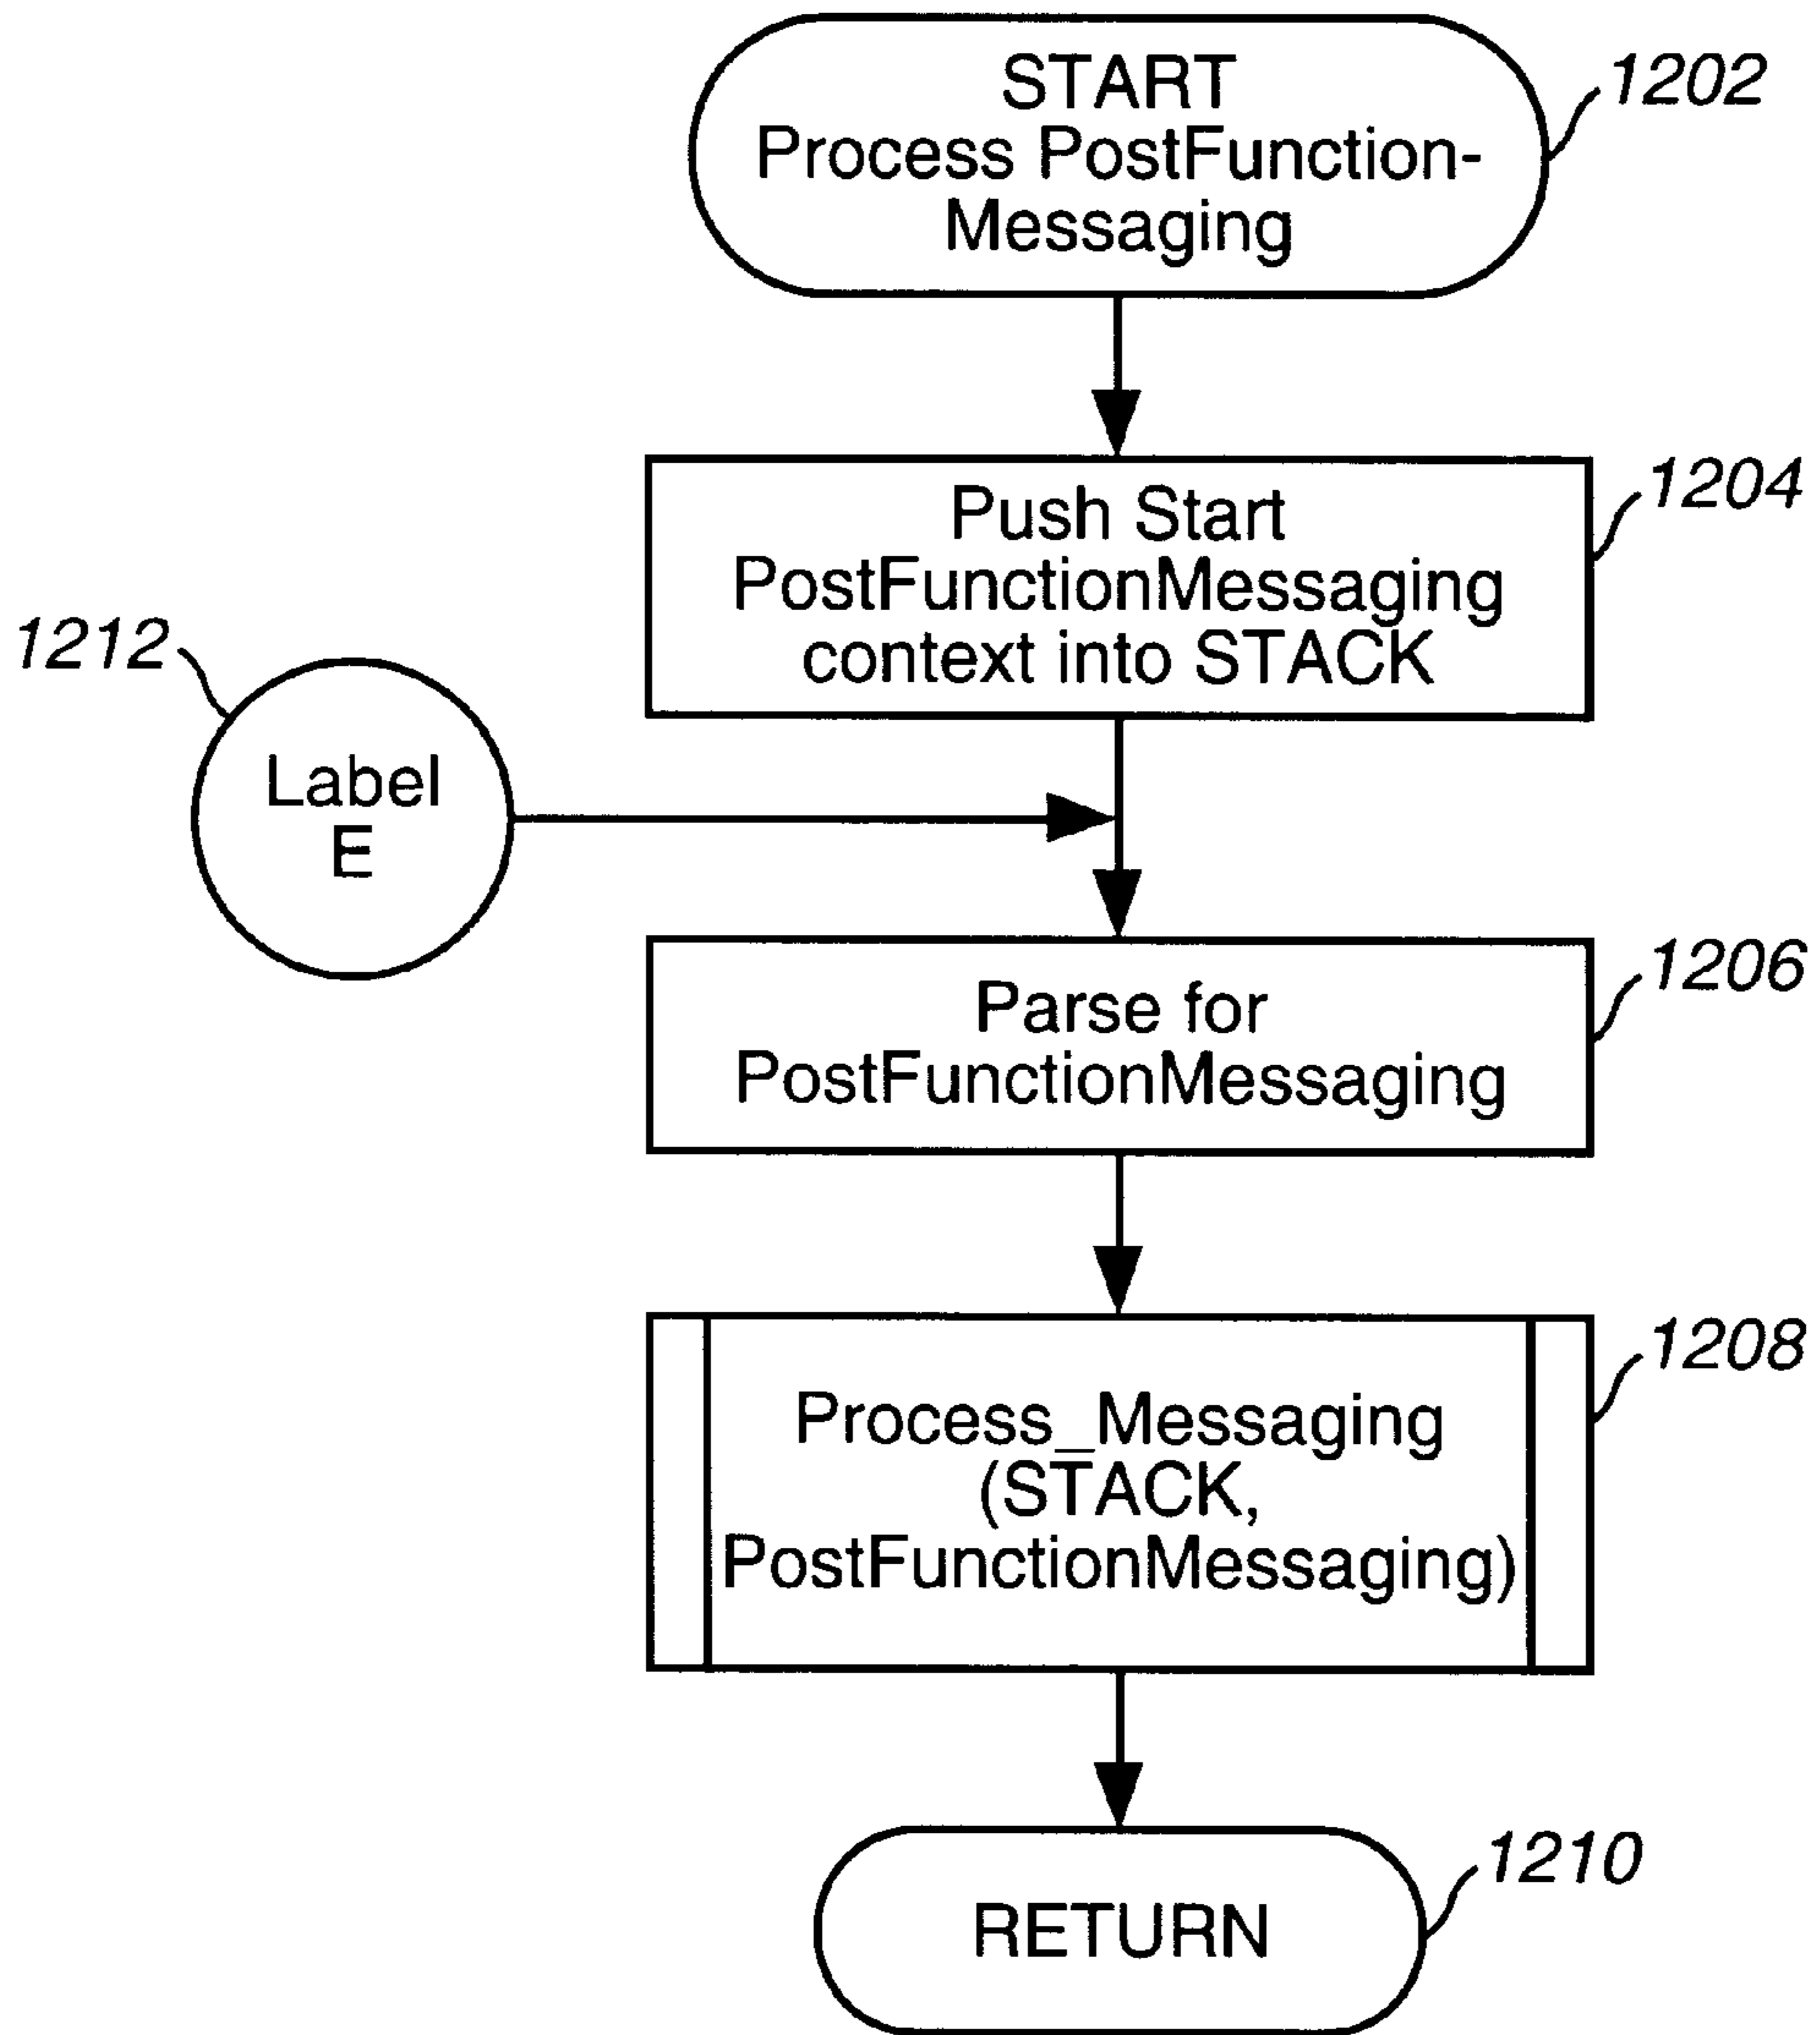 START
Process PostFunction-
Messaging
1202
Push Start
PostFunctionMessaging
context into STACK
1204
1212
Label
E
Parse for
PostFunctionMessaging
1206
Process_Messaging
(STACK,
PostFunctionMessaging)
1208
RETURN
1210